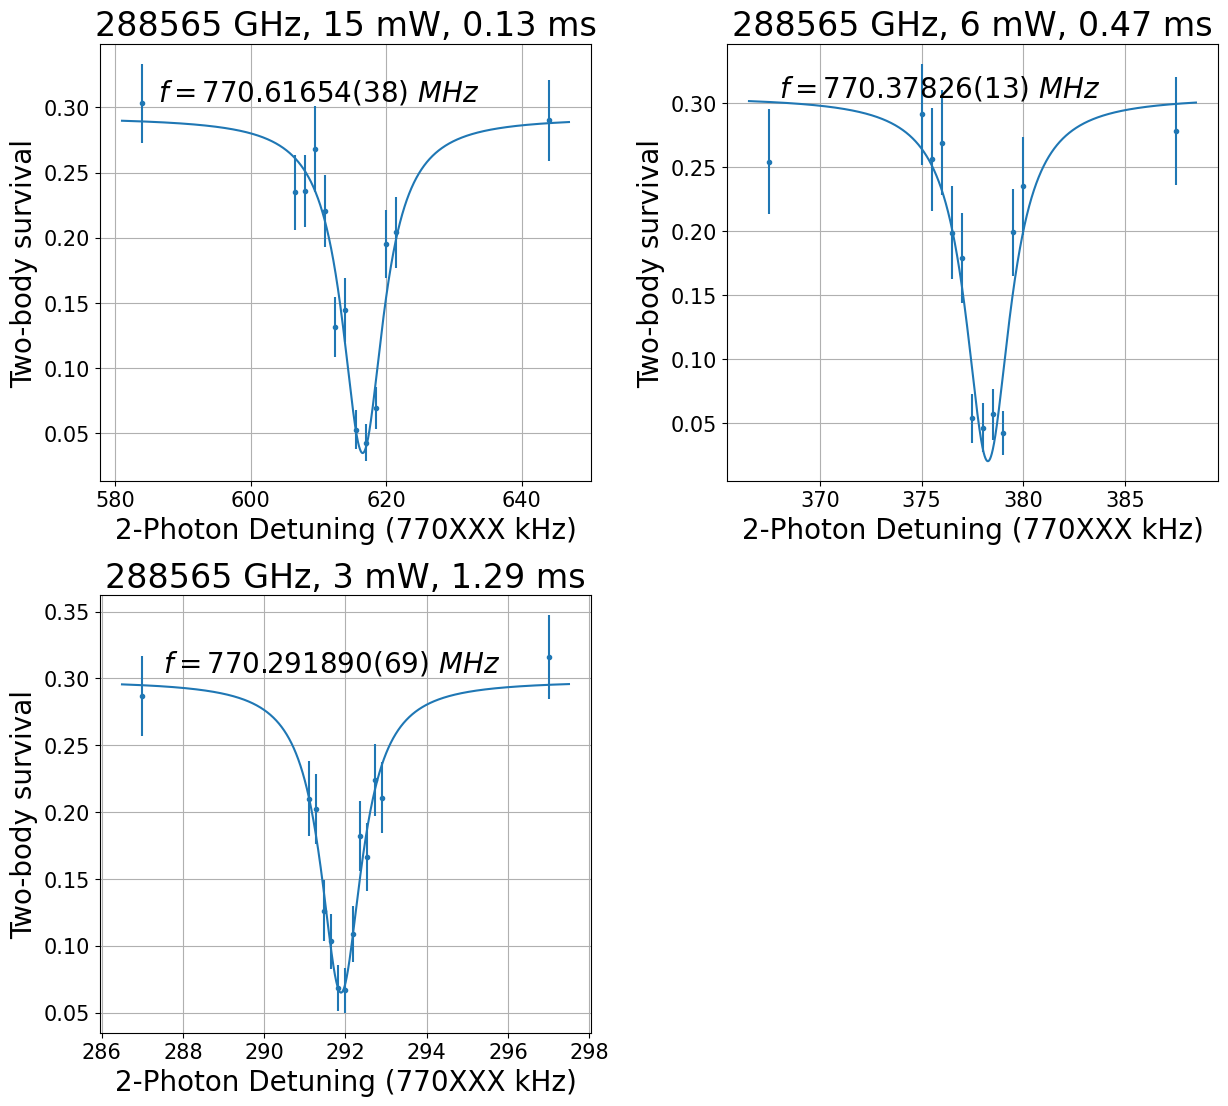 288565 GHz, 15 mW, 0.13 ms
f = 770.61654(38) MHz
Two-body survival
0.30
0.25
0.20
0.15
0.10
0.05
580 600 620 640
2-Photon Detuning (770XXX kHz)
288565 GHz, 6 mW, 0.47 ms
f = 770.37826(13) MHz
Two-body survival
0.30
0.25
0.20
0.15
0.10
0.05
370 375 380 385
2-Photon Detuning (770XXX kHz)
288565 GHz, 3 mW, 1.29 ms
f = 770.291890(69) MHz
Two-body survival
0.35
0.30
0.25
0.20
0.15
0.10
0.05
286 288 290 292 294 296 298
2-Photon Detuning (770XXX kHz)